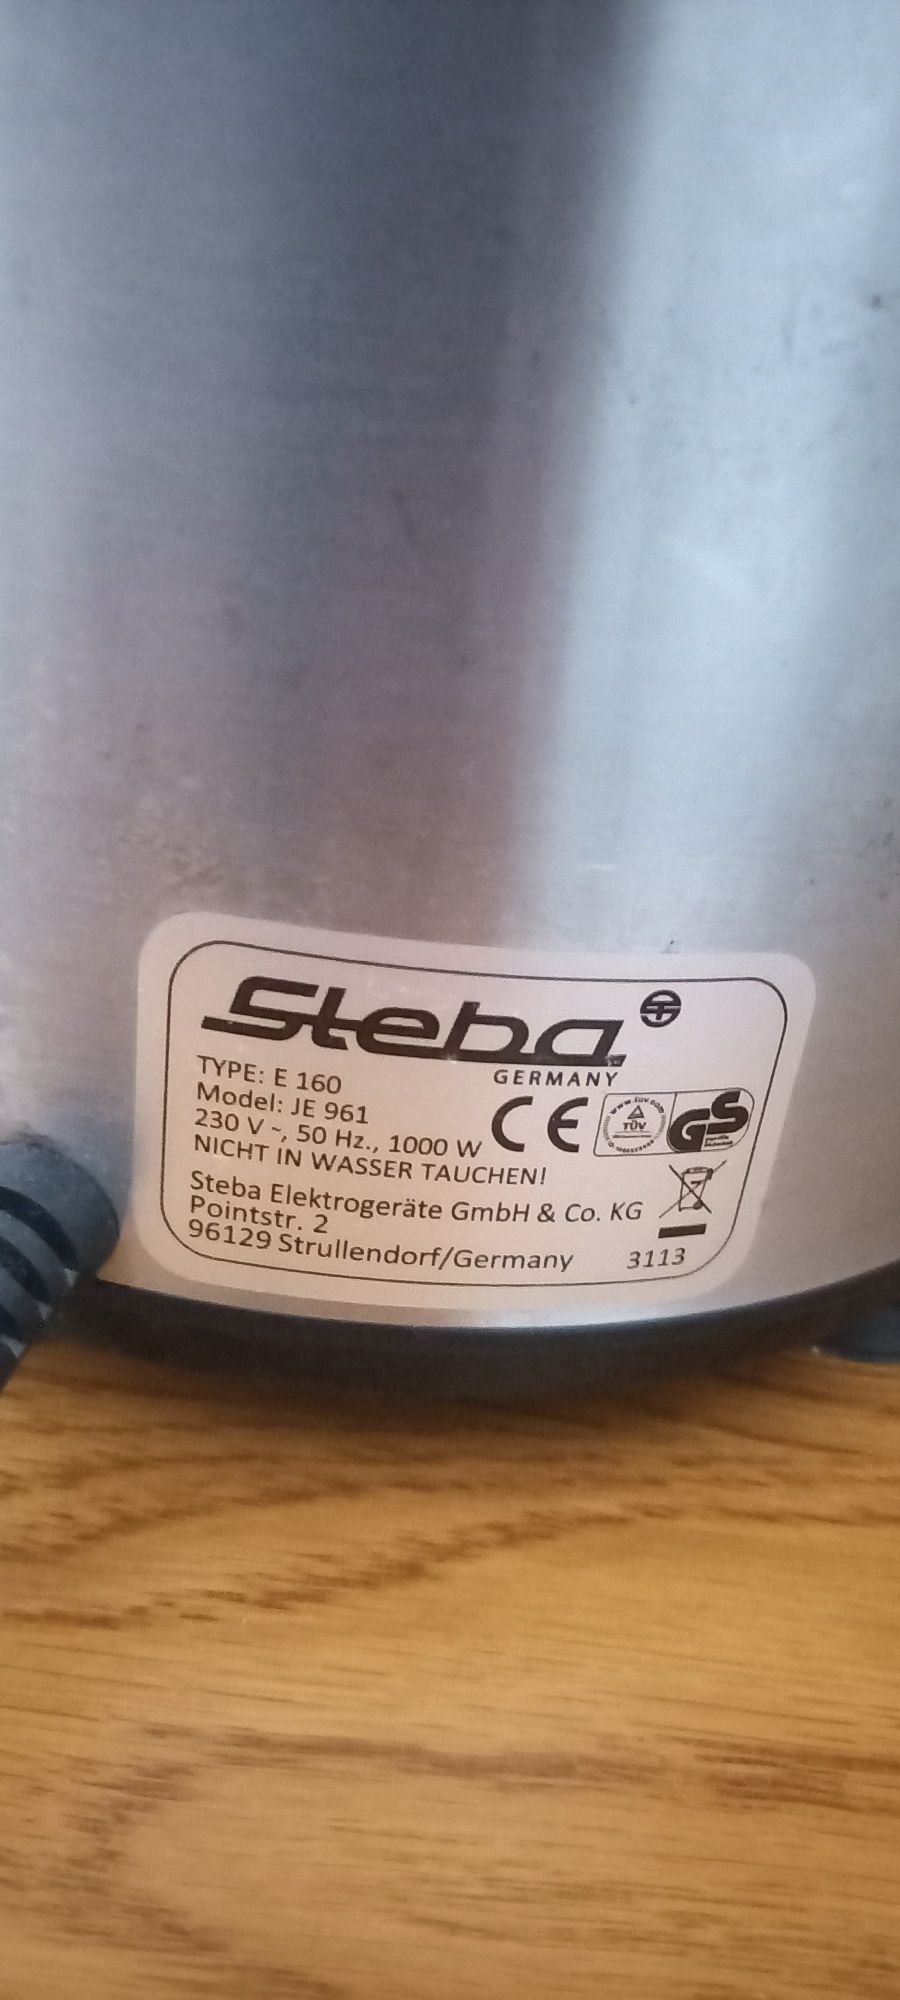 Steba
GERMANY
TYPE: E 160
Model: JE 961
230 V ~, 50 Hz., 1000 W
NICHT IN WASSER TAUCHEN!
CE
TÜV
GS
Steba Elektrogeräte GmbH & Co. KG
Pointstr. 2
96129 Strullendorf/Germany
3113